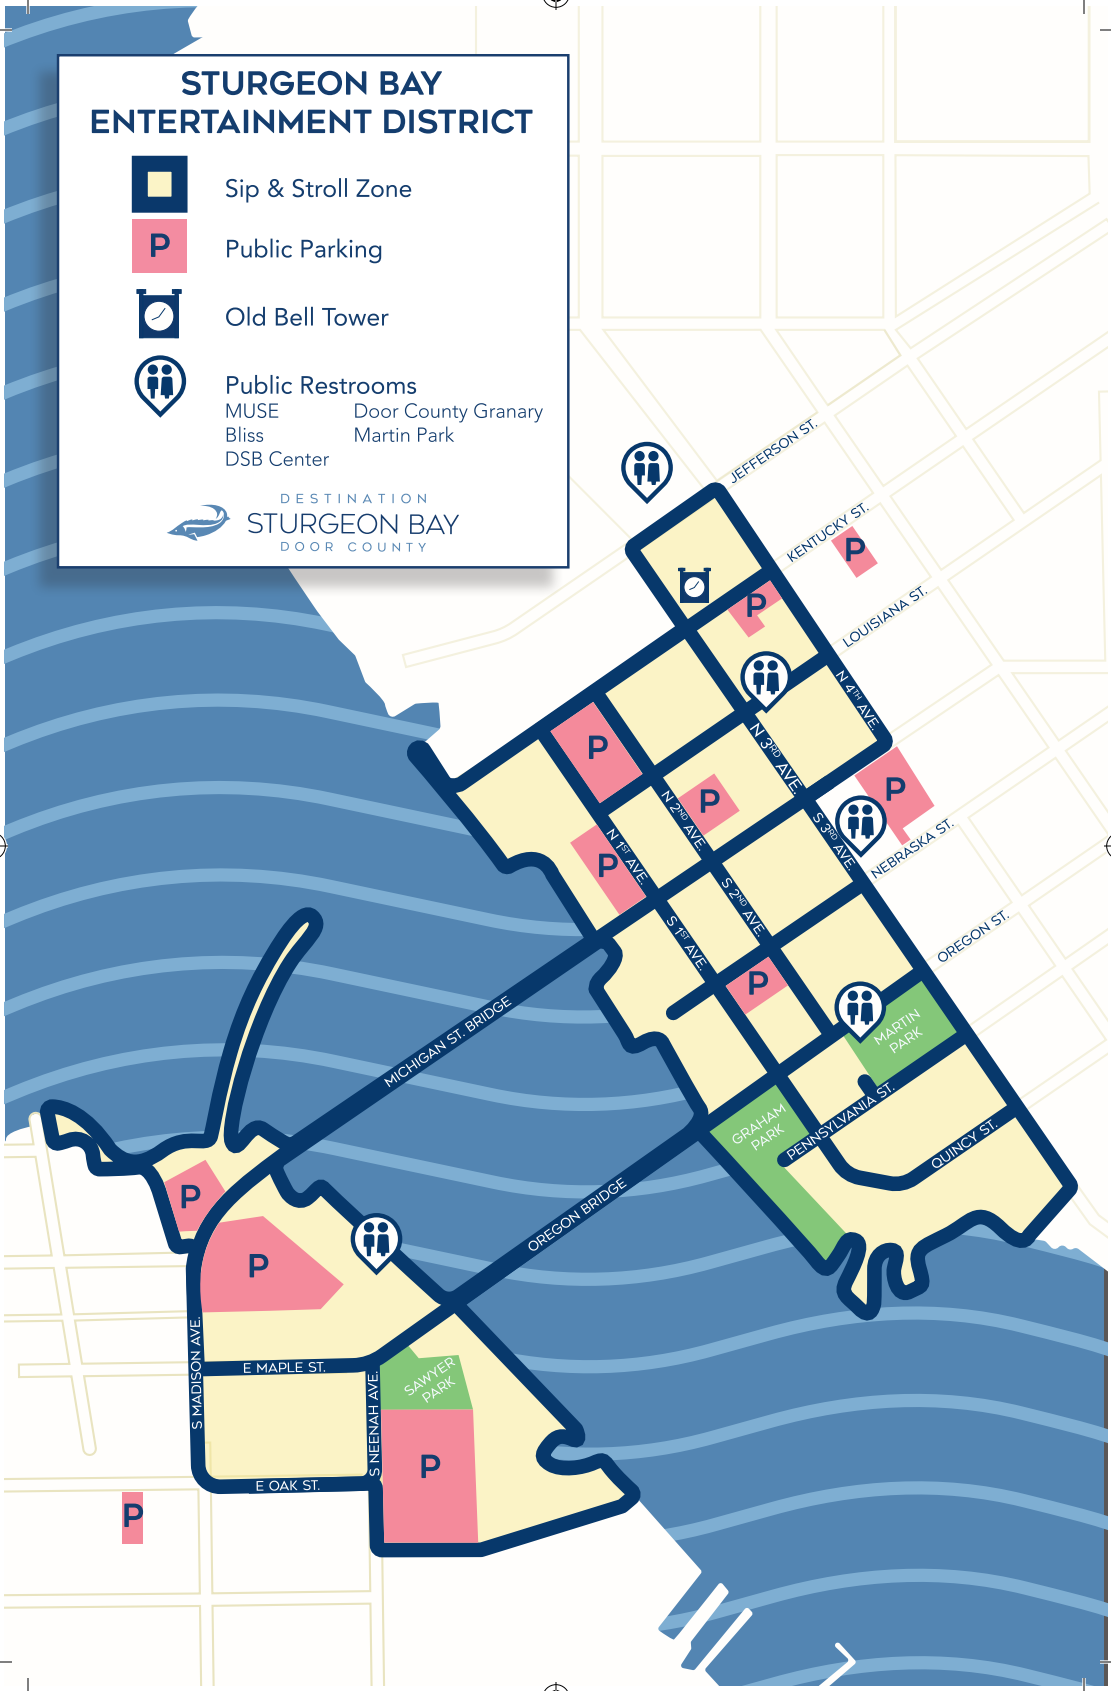 STURGEON BAY
ENTERTAINMENT DISTRICT
Sip & Stroll Zone
P
Public Parking
Old Bell Tower
Public Restrooms
MUSE
Door County Granary
Bliss
Martin Park
DSB Center
DESTINATION
STURGEON BAY
DOOR COUNTY
JEFFERSON ST.
KENTUCKY ST.
P
P
LOUISIANA ST.
N 4TH AVE.
P
N 3RD AVE.
P
P
N 2ND AVE.
S 3RD AVE.
NEBRASKA ST.
P
N 1ST AVE.
S 2ND AVE.
S 1ST AVE.
OREGON ST.
P
MICHIGAN ST. BRIDGE
MARTIN
PARK
GRAHAM
PARK
PENNSYLVANIA ST.
QUINCY ST.
P
OREGON BRIDGE
P
S MADISON AVE.
E MAPLE ST.
SAWYER
PARK
S NEENAH AVE.
P
E OAK ST.
P